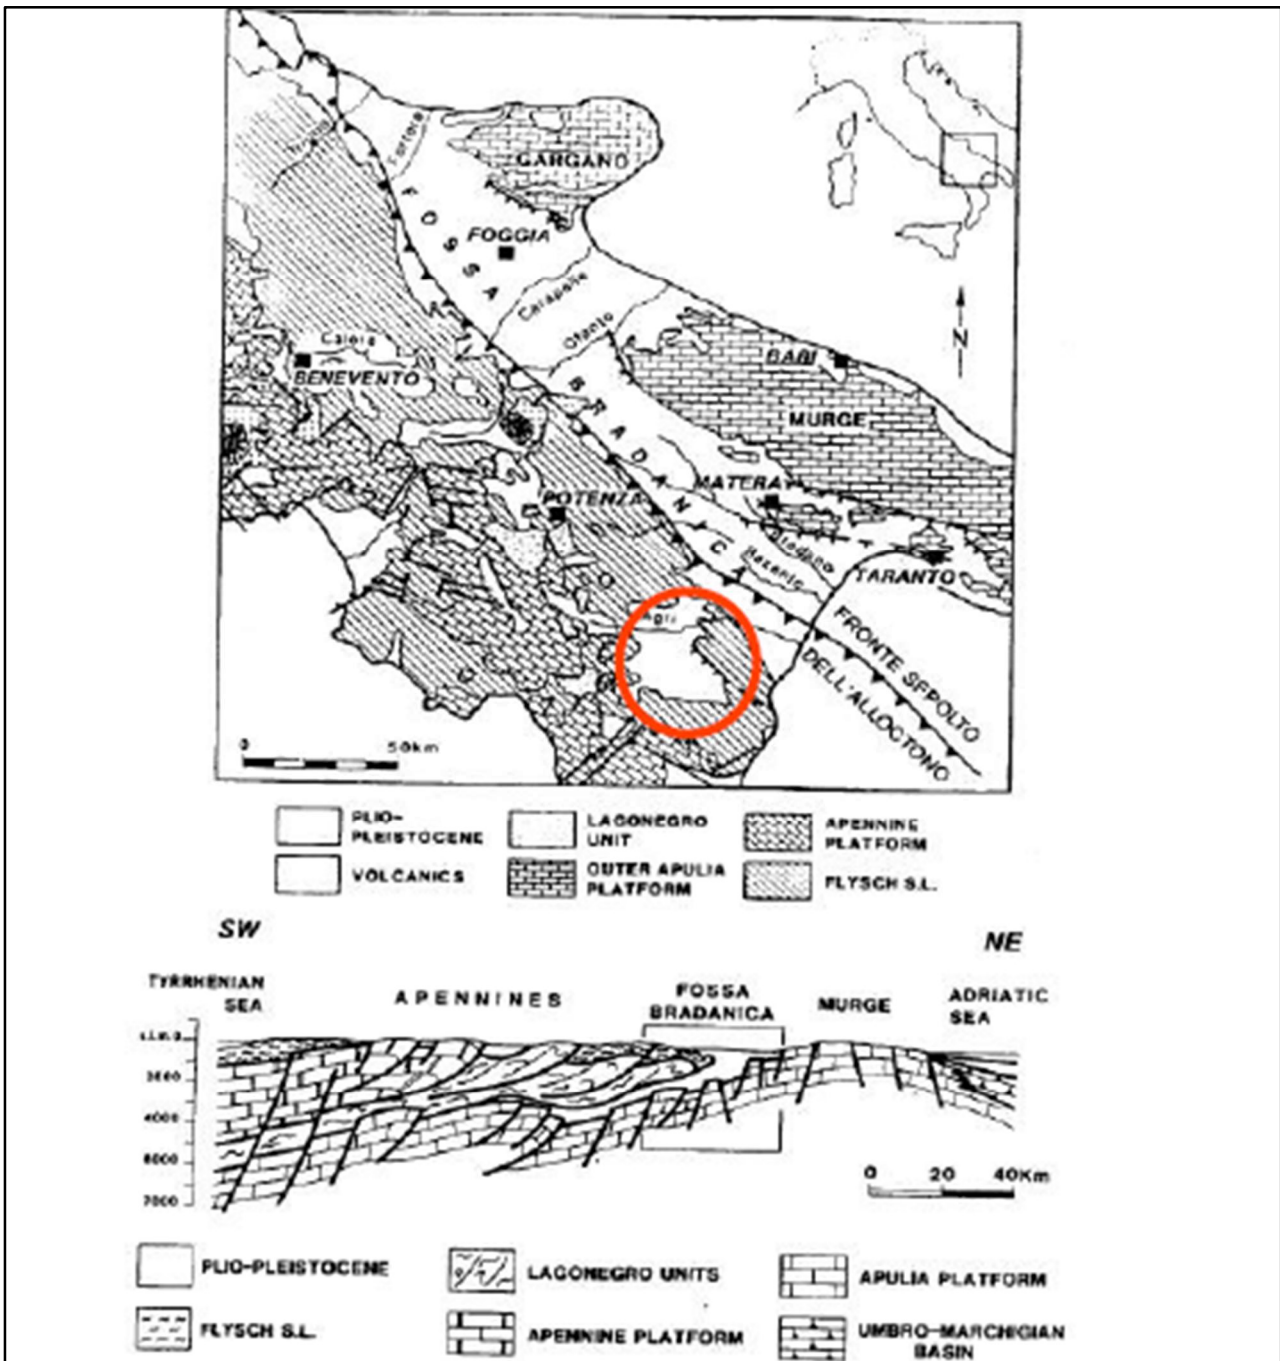 GARGANO
Fortore
FOSSA
FOGGIA
Carapelle
Ofanto
N
Calore
BARI
BENEVENTO
BRADANICA
MURGE
MATERA
POTENZA
TARANTO
FRONTE SEPOLTO
DELL'ALLOCTONO
0 50km
PLIO-
PLEISTOCENE
LAGONEGRO
UNIT
APENNINE
PLATFORM
VOLCANICS
OUTER APULIA
PLATFORM
FLYSCH S.L.
SW
NE
TYRRHENIAN
SEA
APENNINES
FOSSA
BRADANICA
MURGE
ADRIATIC
SEA
4000
6000
7000
0 20 40Km
PLIO-PLEISTOCENE
LAGONEGRO UNITS
APULIA PLATFORM
FLYSCH S.L.
APENNINE PLATFORM
UMBRO-MARCHIGIAN
BASIN